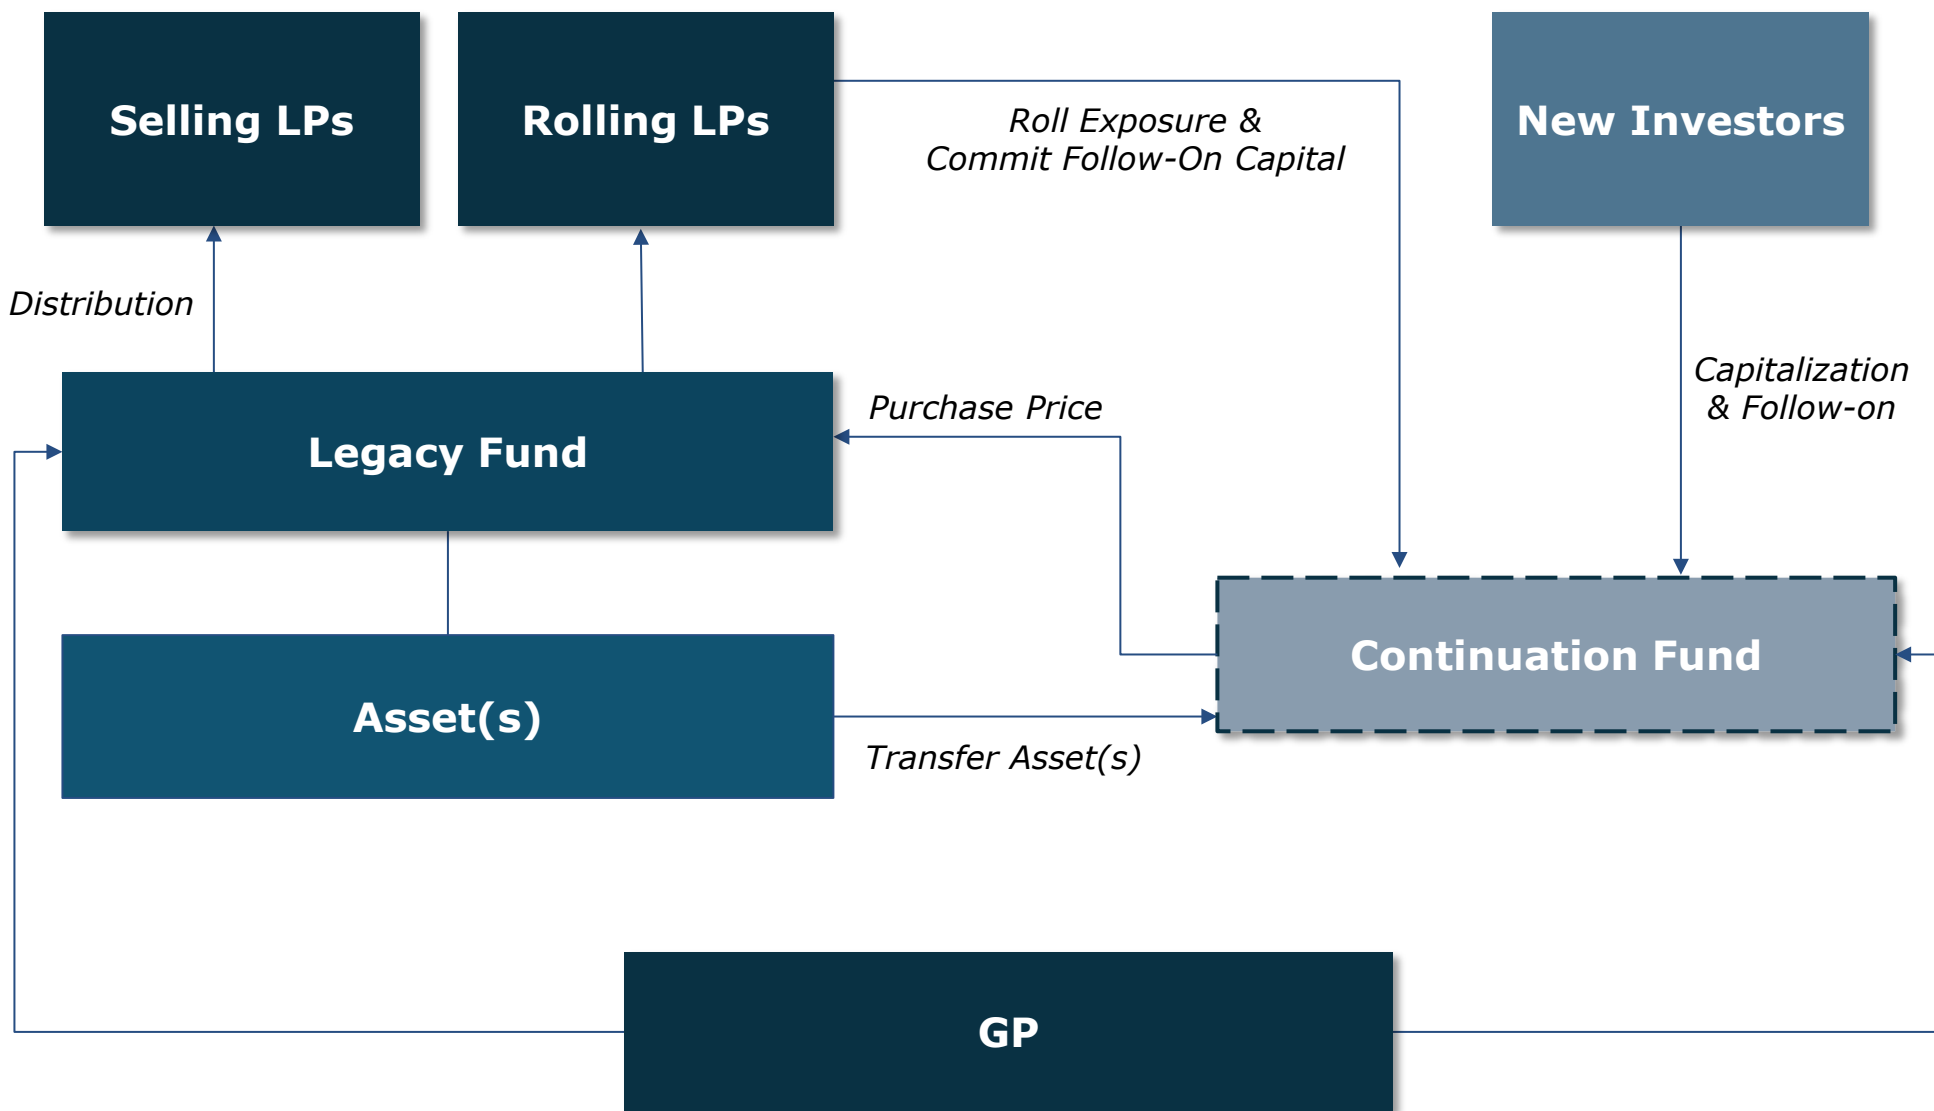 Selling LPs
Rolling LPs
Roll Exposure &
Commit Follow-On Capital
New Investors
Distribution
Capitalization
& Follow-on
Purchase Price
Legacy Fund
Continuation Fund
Asset(s)
Transfer Asset(s)
GP